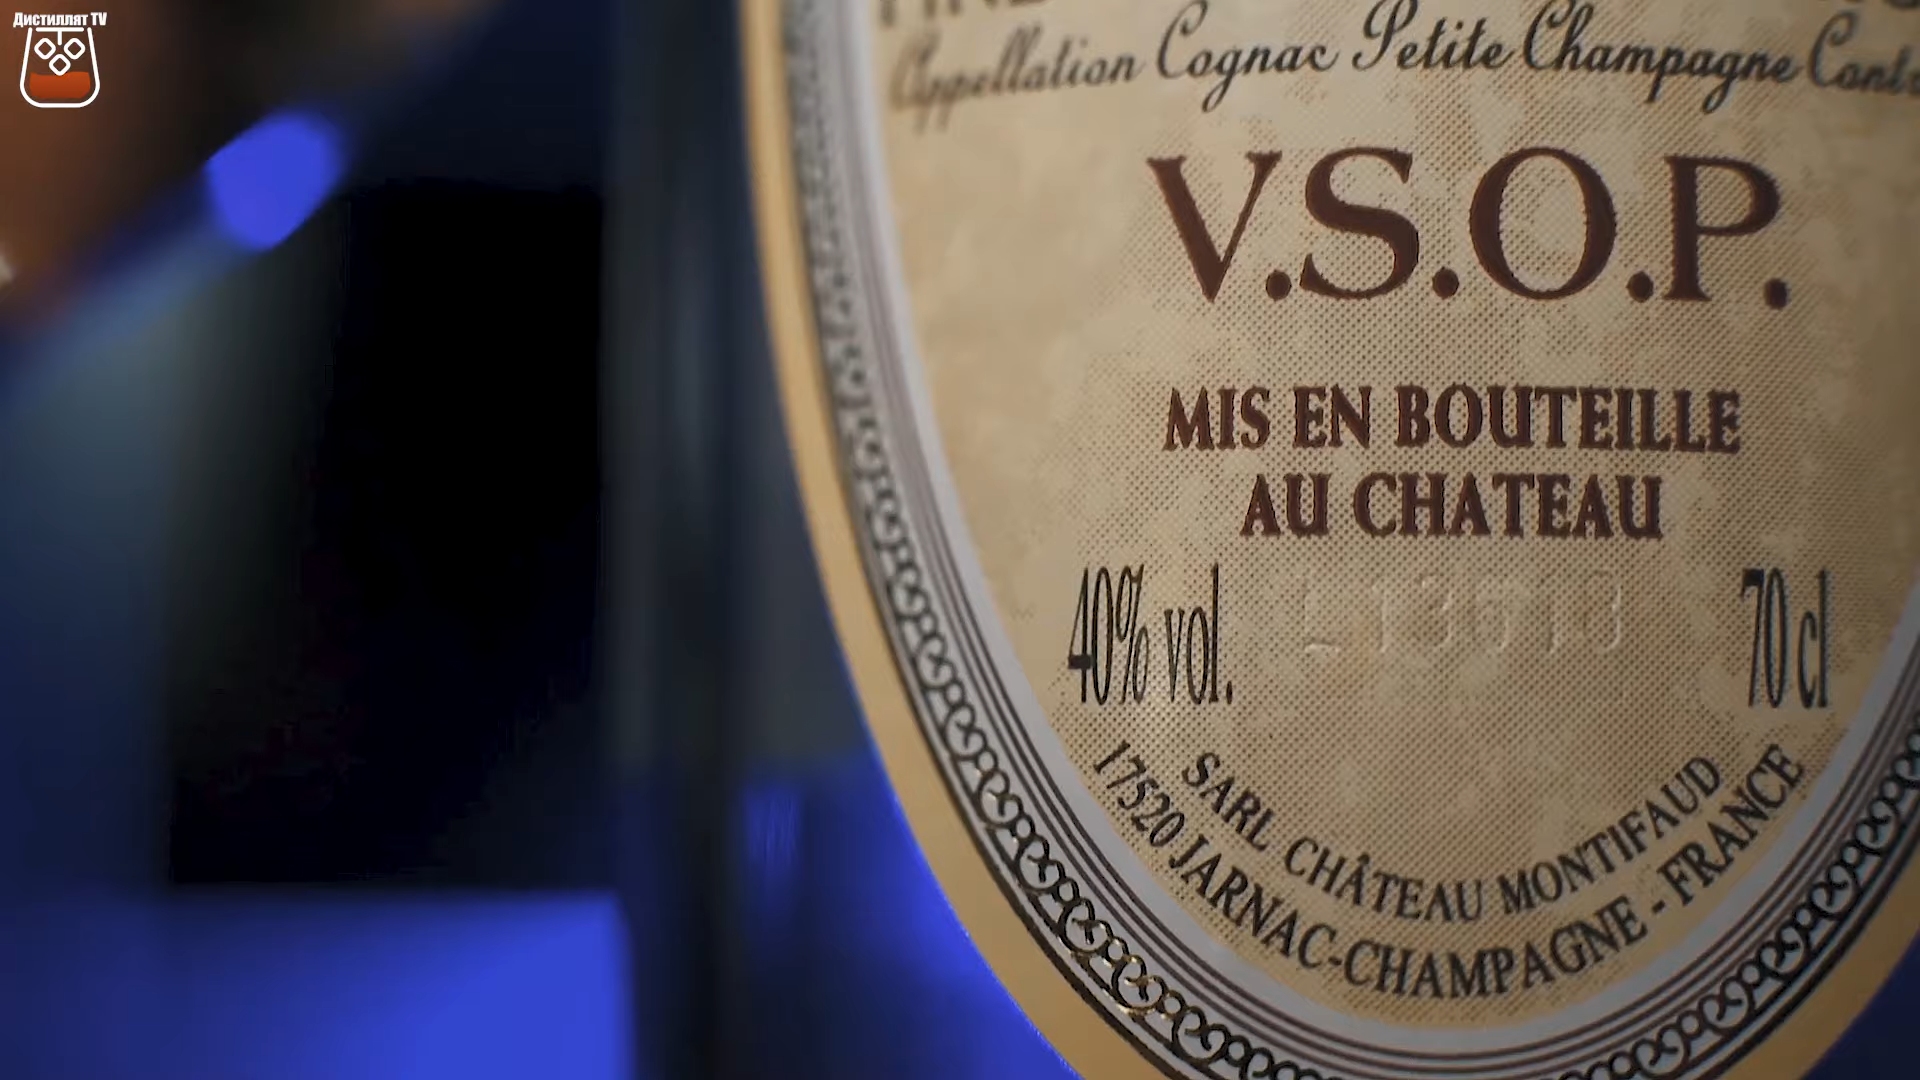 Дистиллят TV
Appellation Cognac Petite Champagne
V.S.O.P.
MIS EN BOUTEILLE
AU CHATEAU
40% vol.
70 cl
SARL CHÂTEAU MONTIFAUD
17520 JARNAC-CHAMPAGNE - FRANCE